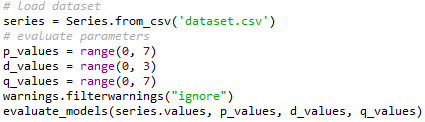 # load dataset
series = Series.from_csv('dataset.csv')
# evaluate parameters
p_values = range(0, 7)
d_values = range(0, 3)
q_values = range(0, 7)
warnings.filterwarnings("ignore")
evaluate_models(series.values, p_values, d_values, q_values)